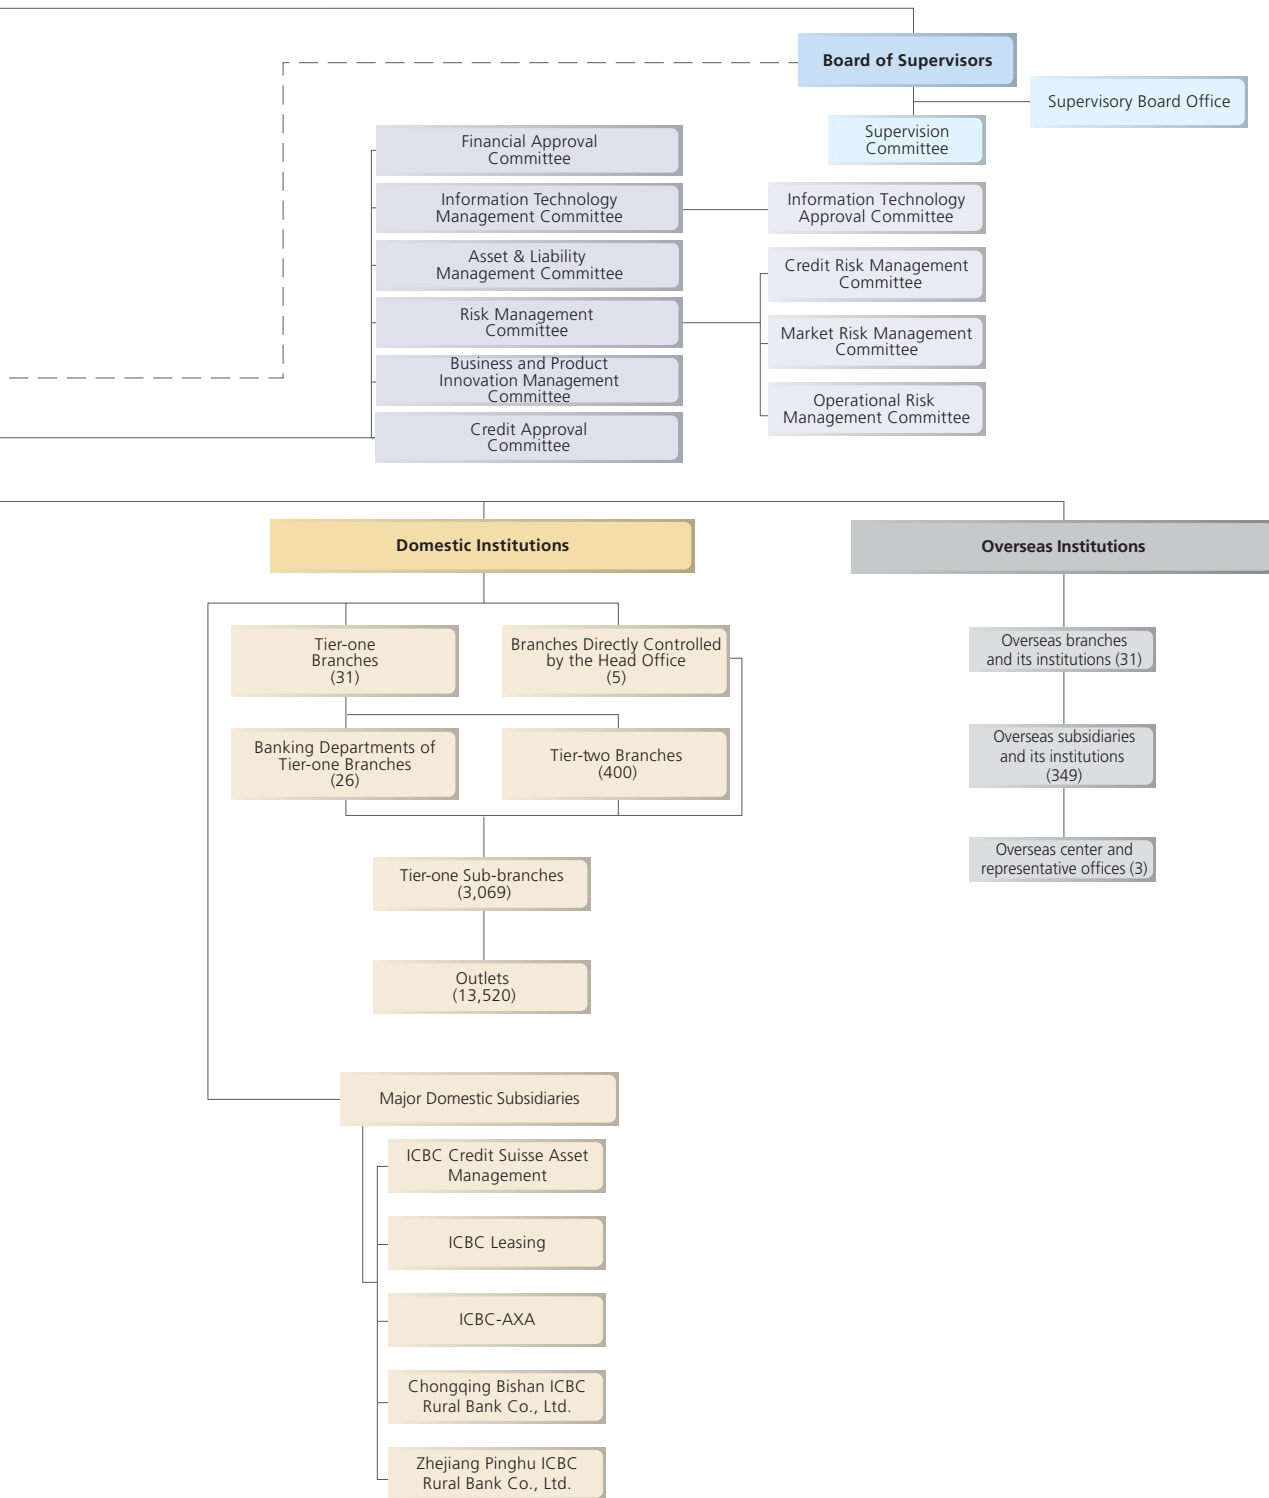 Board of Supervisors
Supervisory Board Office
Supervision
Committee
Financial Approval
Committee
Information Technology
Management Committee
Information Technology
Approval Committee
Asset & Liability
Management Committee
Credit Risk Management
Committee
Risk Management
Committee
Market Risk Management
Committee
Business and Product
Innovation Management
Committee
Operational Risk
Management Committee
Credit Approval
Committee
Domestic Institutions
Overseas Institutions
Tier-one
Branches
(31)
Branches Directly Controlled
by the Head Office
(5)
Overseas branches
and its institutions (31)
Banking Departments of
Tier-one Branches
(26)
Tier-two Branches
(400)
Overseas subsidiaries
and its institutions
(349)
Tier-one Sub-branches
(3,069)
Overseas center and
representative offices (3)
Outlets
(13,520)
Major Domestic Subsidiaries
ICBC Credit Suisse Asset
Management
ICBC Leasing
ICBC-AXA
Chongqing Bishan ICBC
Rural Bank Co., Ltd.
Zhejiang Pinghu ICBC
Rural Bank Co., Ltd.